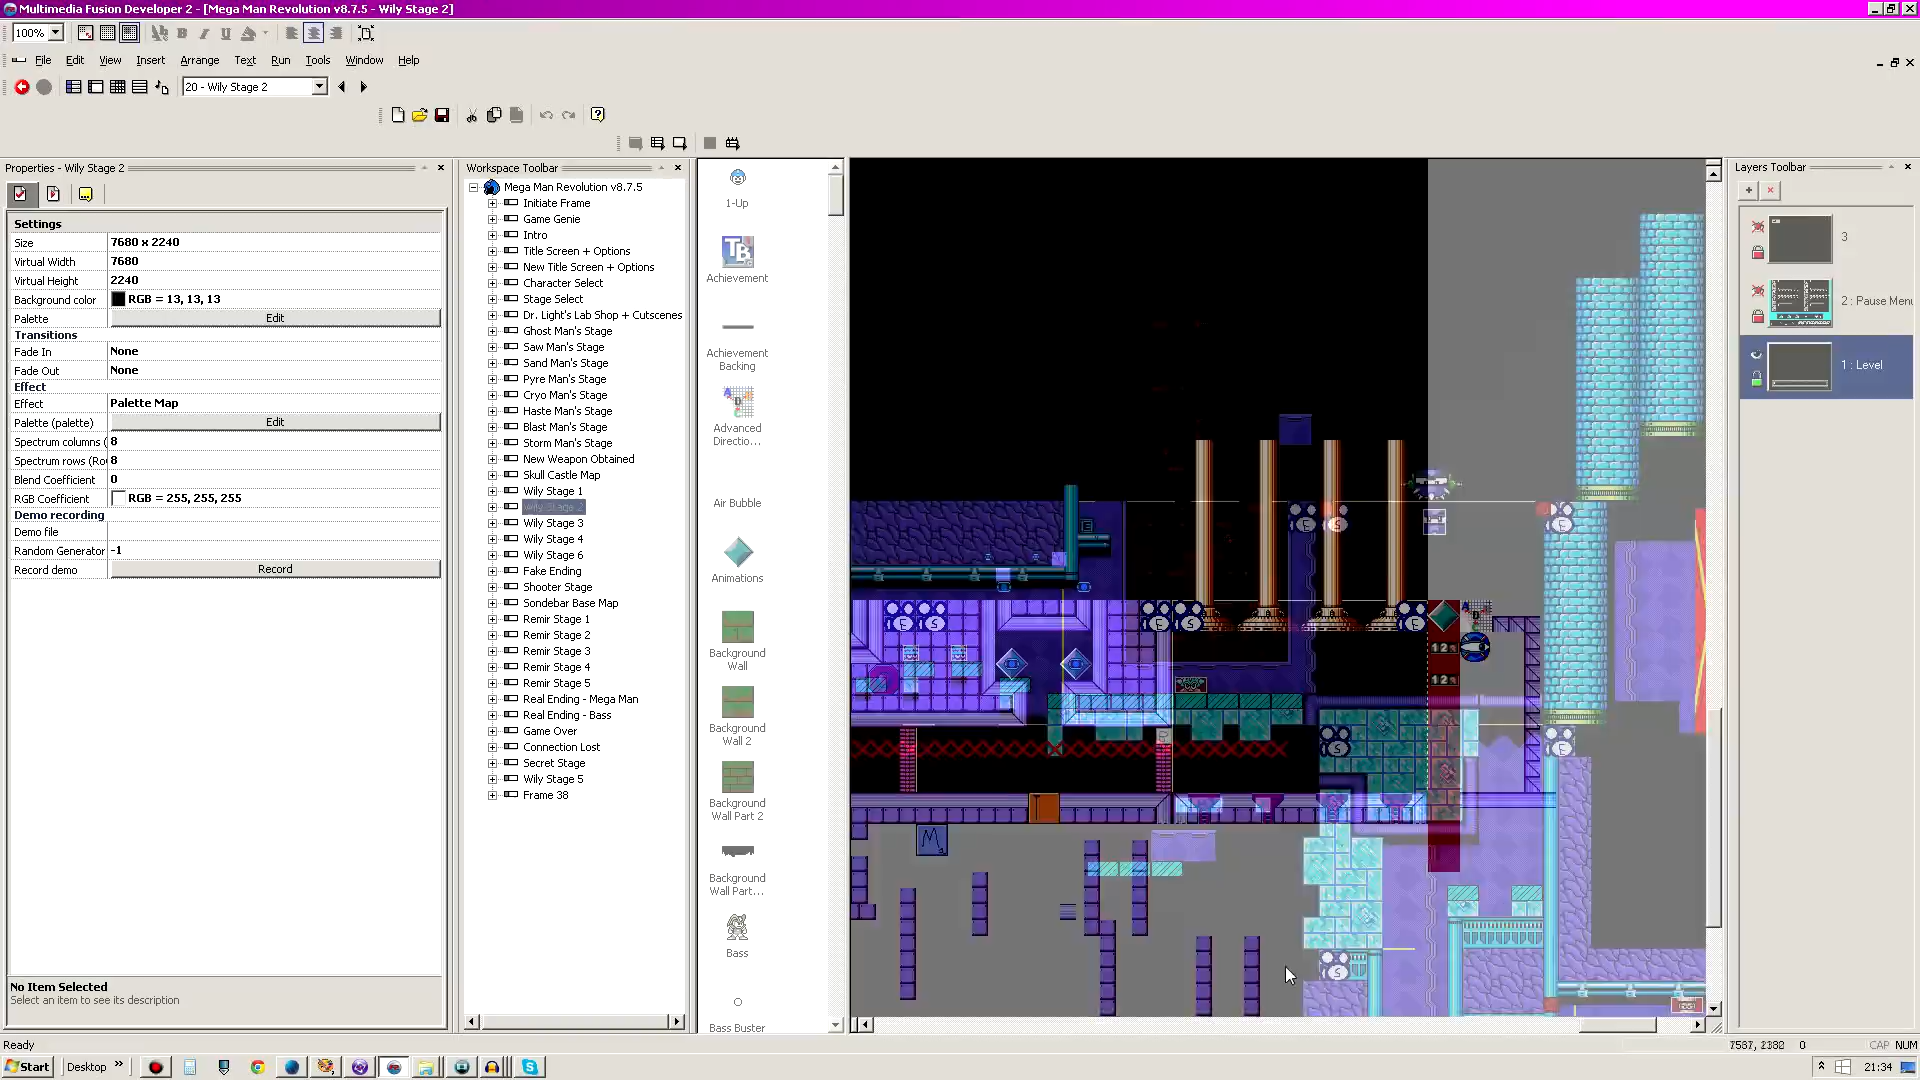 Multimedia Fusion Developer 2 - [Mega Man Revolution v8.7.5 - Wily Stage 2]
100%
B I U A
File Edit View Insert Arrange Text Run Tools Window Help
20 - Wily Stage 2
Properties - Wily Stage 2
Settings
Size 7680 x 2240
Virtual Width 7680
Virtual Height 2240
Background color RGB = 13, 13, 13
Palette Edit
Transitions
Fade In None
Fade Out None
Effect
Effect Palette Map
Palette (palette) Edit
Spectrum columns ( 8
Spectrum rows (Ro 8
Blend Coefficient 0
RGB Coefficient RGB = 255, 255, 255
Demo recording
Demo file
Random Generator -1
Record demo Record
No Item Selected
Select an item to see its description
Workspace Toolbar
Mega Man Revolution v8.7.5
Initiate Frame
Game Genie
Intro
Title Screen + Options
New Title Screen + Options
Character Select
Stage Select
Dr. Light's Lab Shop + Cutscenes
Ghost Man's Stage
Saw Man's Stage
Sand Man's Stage
Pyre Man's Stage
Cryo Man's Stage
Haste Man's Stage
Blast Man's Stage
Storm Man's Stage
New Weapon Obtained
Skull Castle Map
Wily Stage 1
Wily Stage 2
Wily Stage 3
Wily Stage 4
Wily Stage 6
Fake Ending
Shooter Stage
Sondebar Base Map
Remir Stage 1
Remir Stage 2
Remir Stage 3
Remir Stage 4
Remir Stage 5
Real Ending - Mega Man
Real Ending - Bass
Game Over
Connection Lost
Secret Stage
Wily Stage 5
Frame 38
1-Up
TB
Achievement
Achievement
Backing
Advanced
Directio...
Air Bubble
Animations
Background
Wall
Background
Wall 2
Background
Wall Part 2
Background
Wall Part...
Bass
Bass Buster
E
E S E
E S E S E
12
12
S E
M
S
Layers Toolbar
3
2 : Pause Menu
1 : Level
Ready
7587, 2382 0 CAP NUM
Start Desktop 21:34